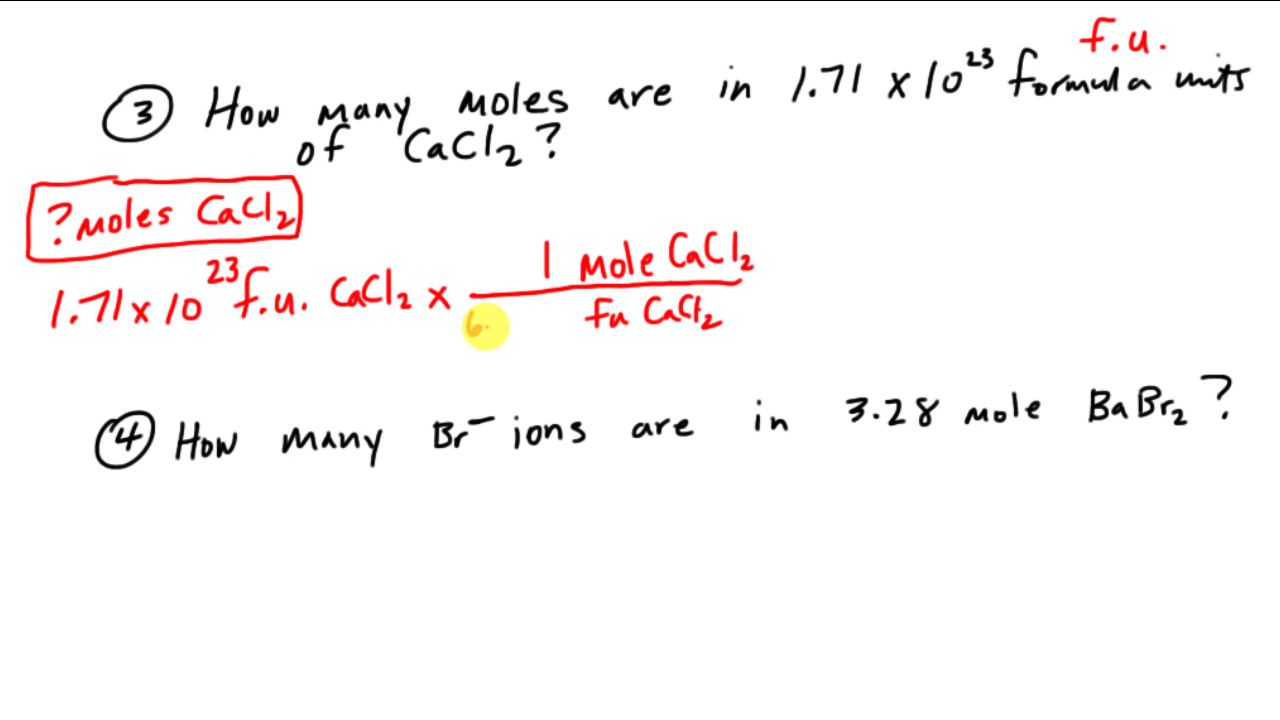 f.u.
③ How many moles are in 1.71 x 10²³ formula units
of CaCl₂?
? moles CaCl₂
1.71 x 10²³ f.u. CaCl₂ x 1 mole CaCl₂
6. fu CaCl₂
④ How many Br⁻ ions are in 3.28 mole BaBr₂?